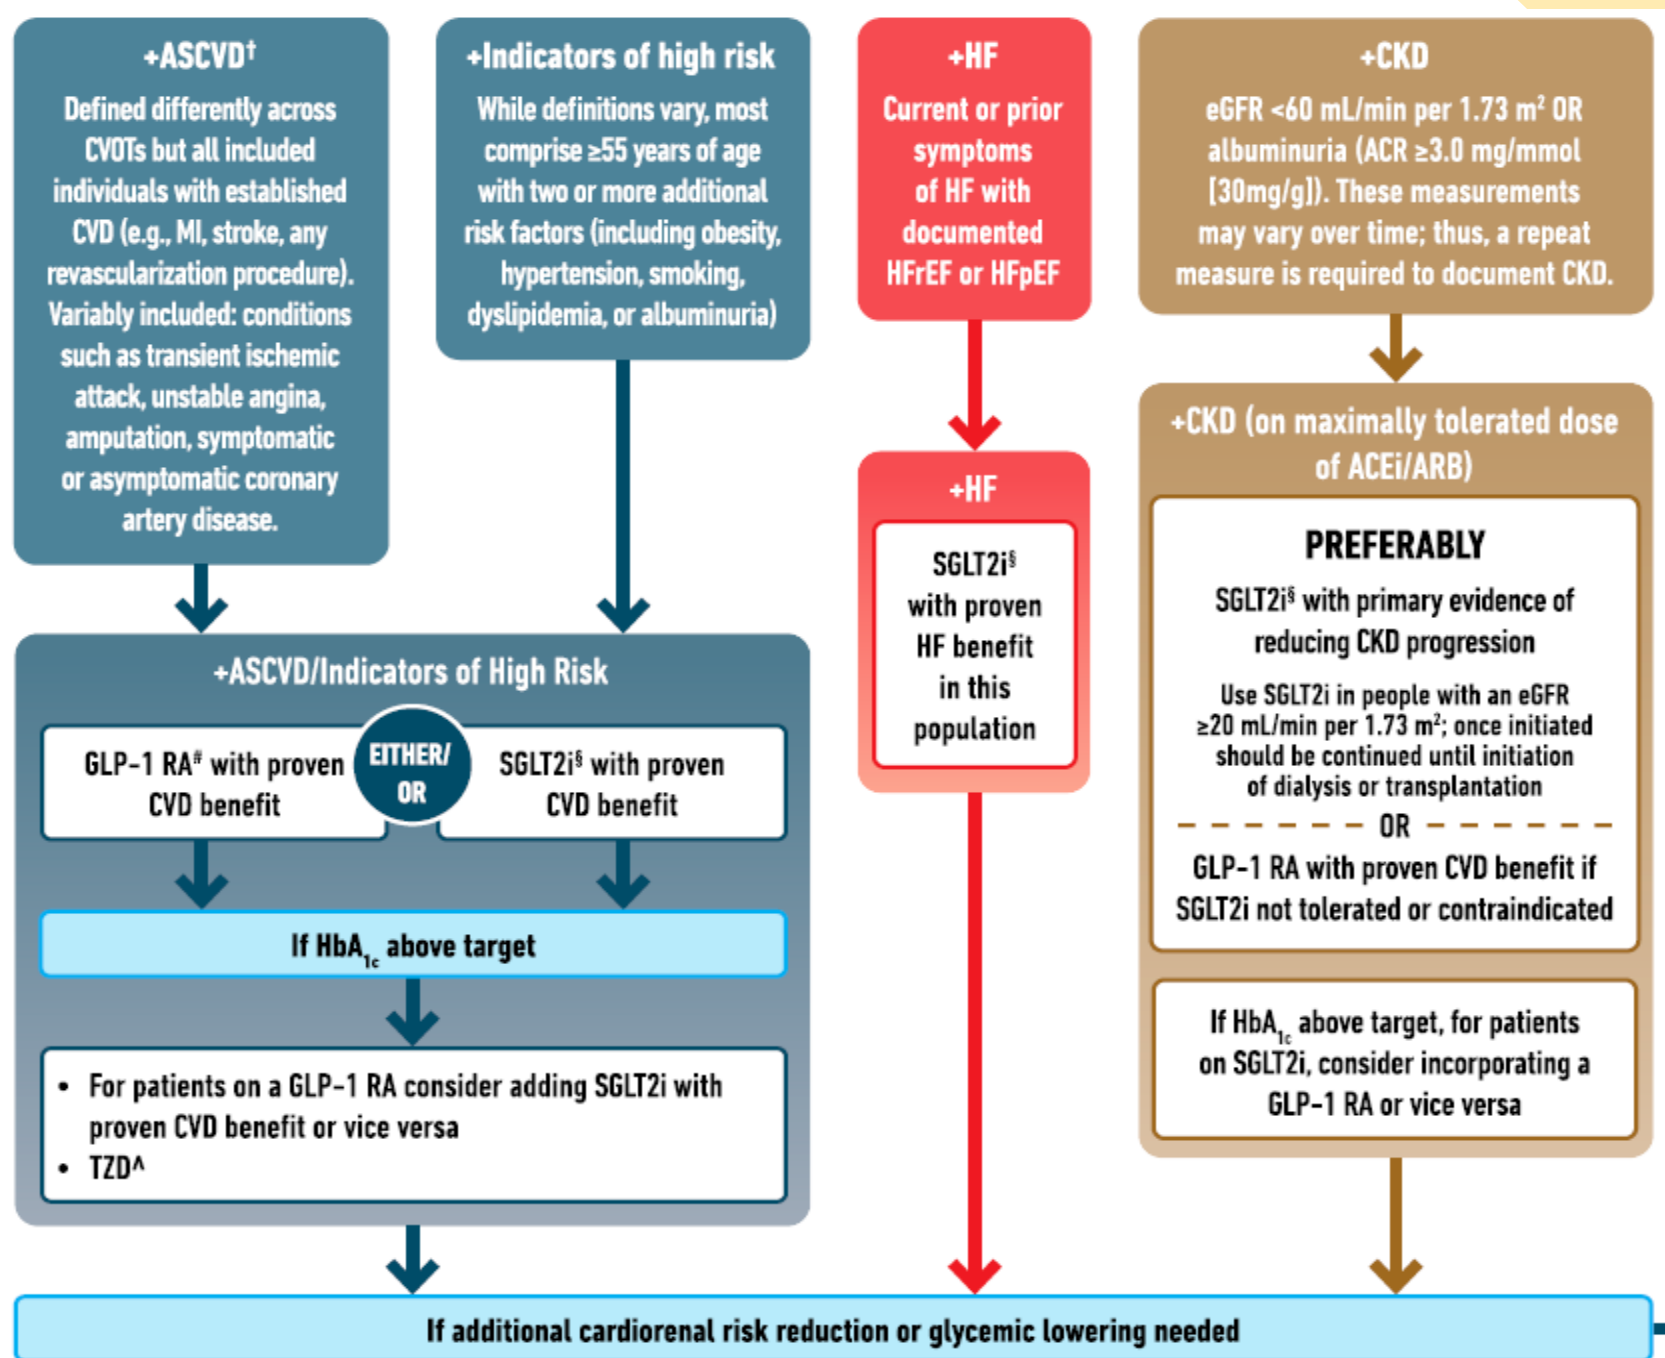 +ASCVD†
Defined differently across
CVOTs but all included
individuals with established
CVD (e.g., MI, stroke, any
revascularization procedure).
Variably included: conditions
such as transient ischemic
attack, unstable angina,
amputation, symptomatic
or asymptomatic coronary
artery disease.
+Indicators of high risk
While definitions vary, most
comprise ≥55 years of age
with two or more additional
risk factors (including obesity,
hypertension, smoking,
dyslipidemia, or albuminuria)
+HF
Current or prior
symptoms
of HF with
documented
HFrEF or HFpEF
+CKD
eGFR <60 mL/min per 1.73 m² OR
albuminuria (ACR ≥3.0 mg/mmol
[30mg/g]). These measurements
may vary over time; thus, a repeat
measure is required to document CKD.
+ASCVD/Indicators of High Risk
GLP-1 RA# with proven
CVD benefit
EITHER/
OR
SGLT2i§ with proven
CVD benefit
If HbA1c above target
• For patients on a GLP-1 RA consider adding SGLT2i with
proven CVD benefit or vice versa
• TZD^
+HF
SGLT2i§
with proven
HF benefit
in this
population
+CKD (on maximally tolerated dose
of ACEi/ARB)
PREFERABLY
SGLT2i§ with primary evidence of
reducing CKD progression
Use SGLT2i in people with an eGFR
≥20 mL/min per 1.73 m²; once initiated
should be continued until initiation
of dialysis or transplantation
OR
GLP-1 RA with proven CVD benefit if
SGLT2i not tolerated or contraindicated
If HbA1c above target, for patients
on SGLT2i, consider incorporating a
GLP-1 RA or vice versa
If additional cardiorenal risk reduction or glycemic lowering needed